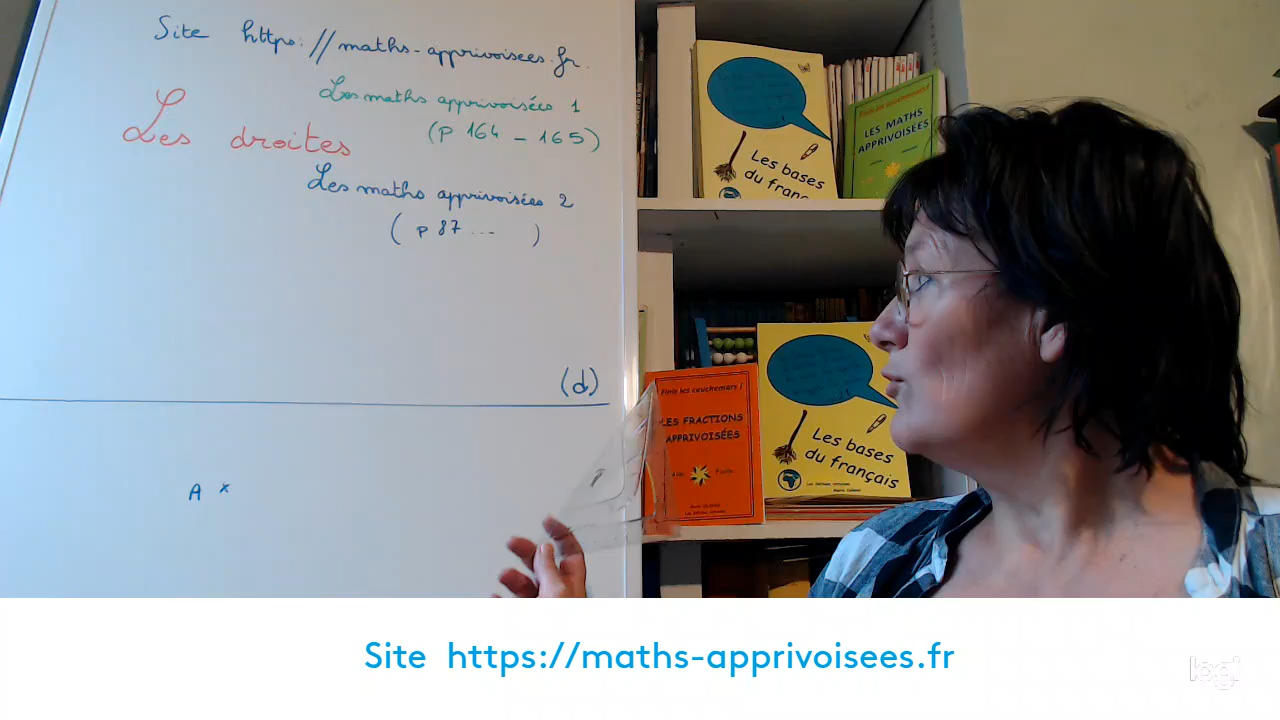 Site https://maths-apprivoisees.fr.
Les maths apprivoisées 1
Les droites
(p 164 - 165)
Les maths apprivoisées 2
(p 87 ... )
(d)
A x
Les bases
du franç
LES MATHS
APPRIVOISÉES
Finis les cauchemars !
LES FRACTIONS
APPRIVOISÉES
Les bases
du français
Site https://maths-apprivoisees.fr
logi